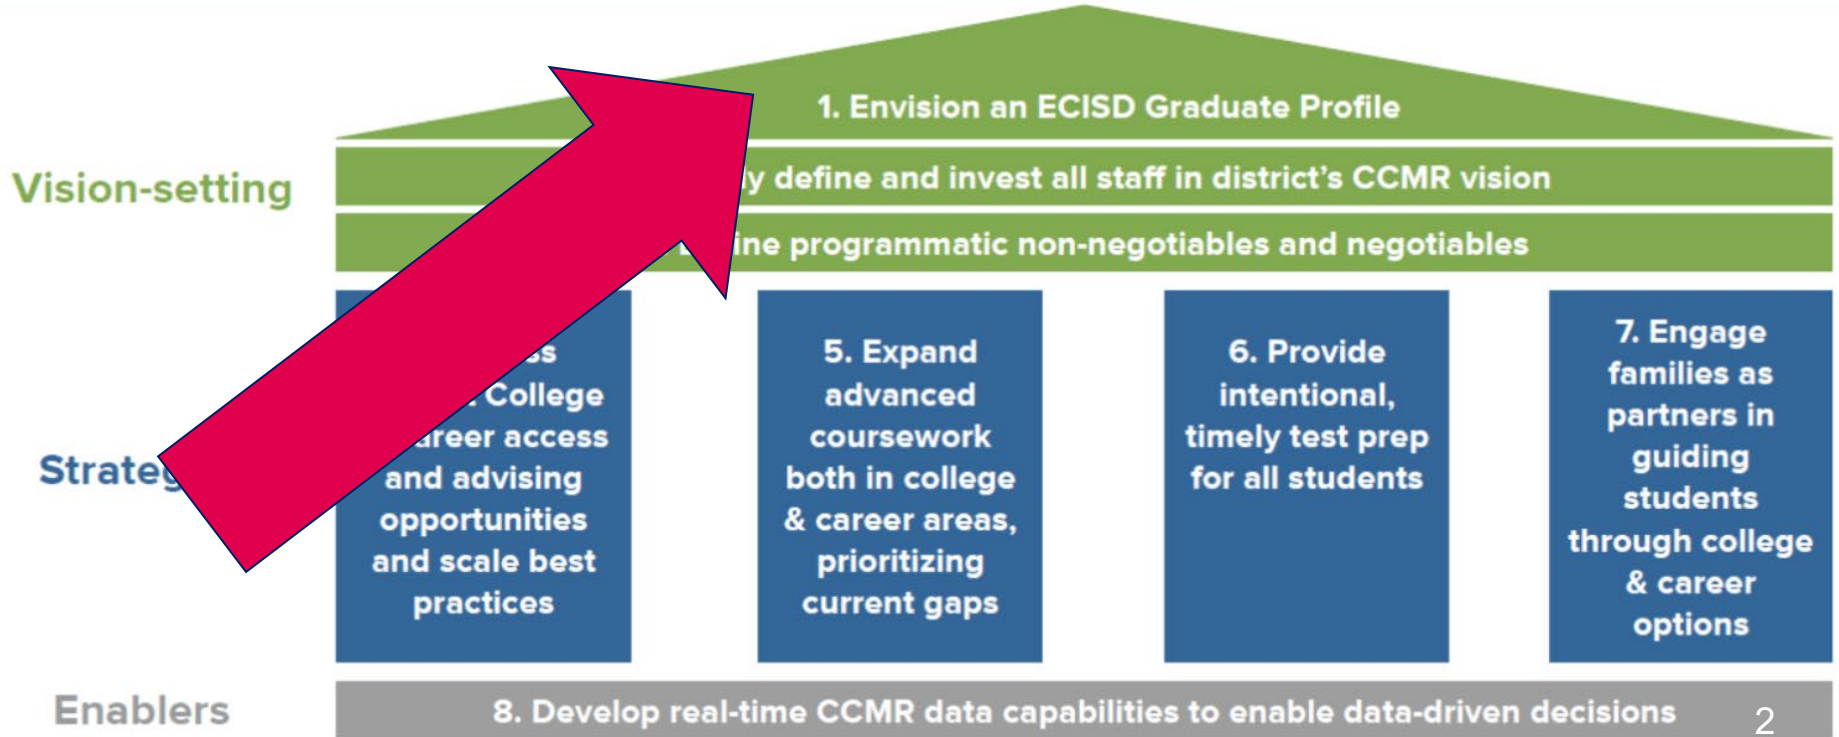 1. Envision an ECISD Graduate Profile
Vision-setting
define and invest all staff in district's CCMR vision
programmatic non-negotiables and negotiables
College
access
and advising
opportunities
and scale best
practices
5. Expand
advanced
coursework
both in college
& career areas,
prioritizing
current gaps
6. Provide
intentional,
timely test prep
for all students
7. Engage
families as
partners in
guiding
students
through college
& career
options
Enablers
8. Develop real-time CCMR data capabilities to enable data-driven decisions
2